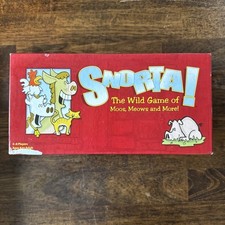 SNORTA!
The Wild Game of
Moos, Meows and More!